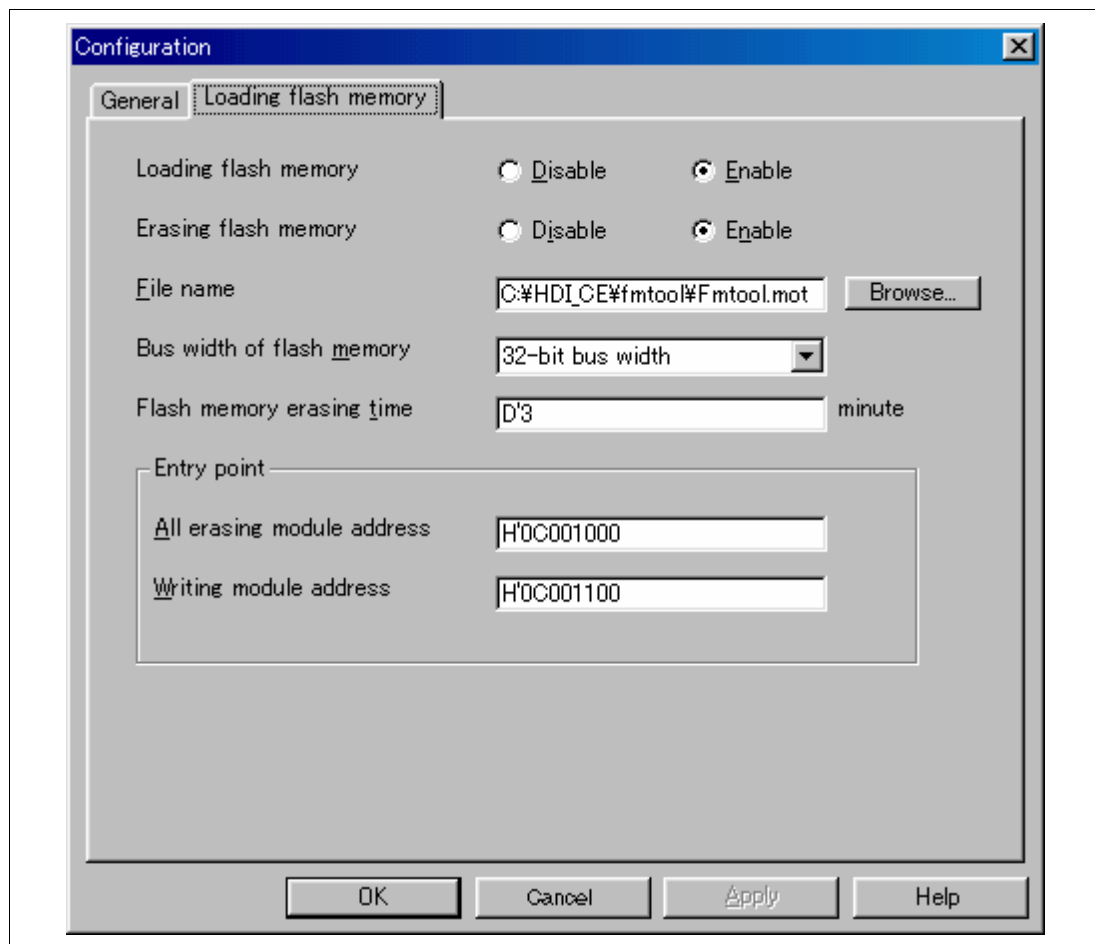 Configuration
General Loading flash memory
Loading flash memory Disable Enable
Erasing flash memory Disable Enable
File name C:¥HDI_CE¥fmtool¥Fmtool.mot Browse...
Bus width of flash memory 32-bit bus width
Flash memory erasing time D'3 minute
Entry point
All erasing module address H'0C001000
Writing module address H'0C001100
OK Cancel Apply Help